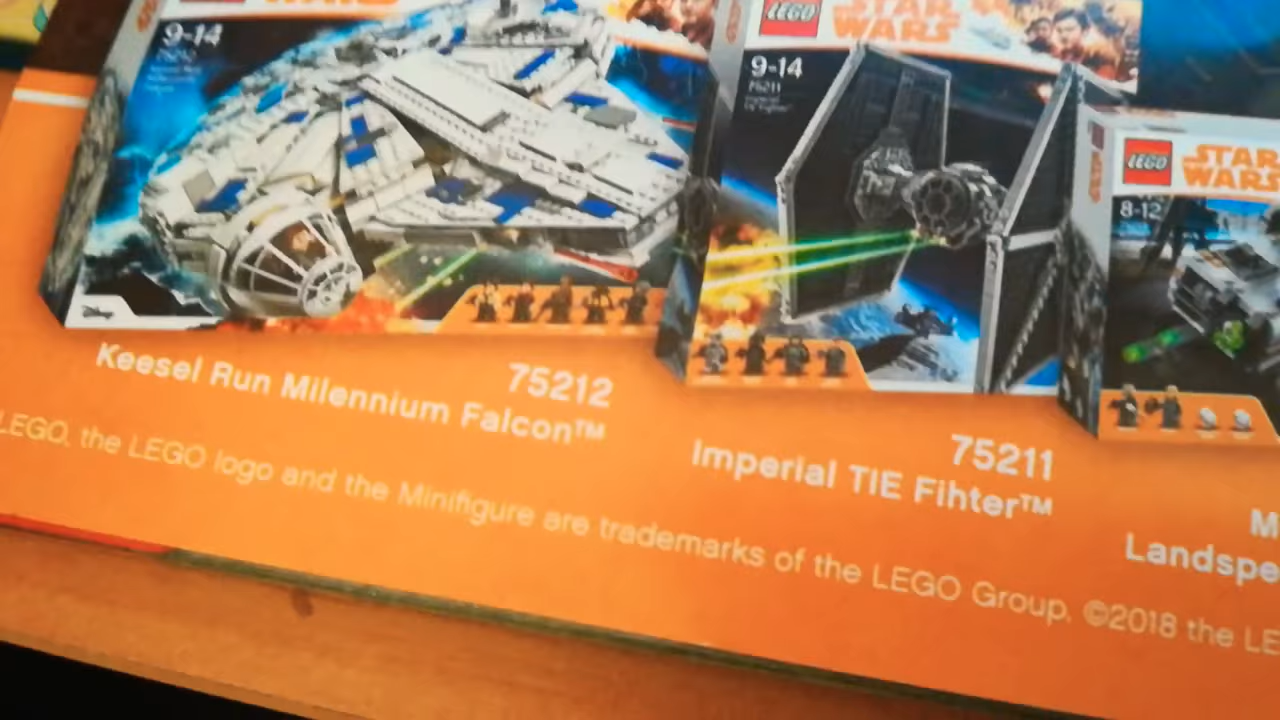 9-14
LEGO
STAR
WARS
9-14
75211
LEGO
STAR
WARS
8-12
75212
Keesel Run Milennium Falcon™
75211
Imperial TIE Fihter™
M
Landspe
LEGO, the LEGO logo and the Minifigure are trademarks of the LEGO Group. ©2018 the LE